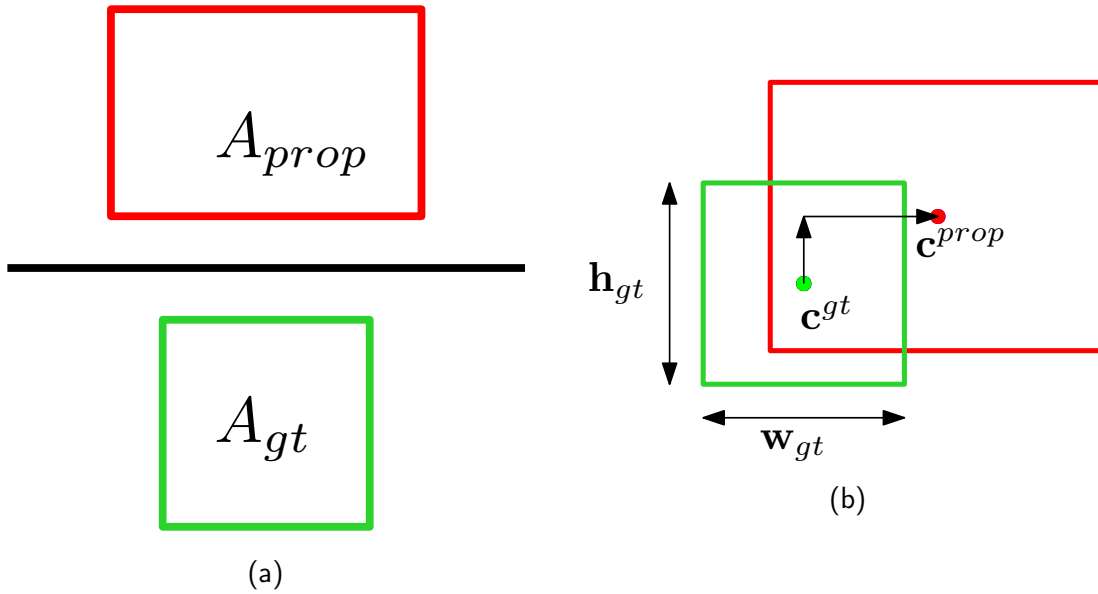 A_{prop}
A_{gt}
(a)
h_{gt}
c^{prop}
c^{gt}
w_{gt}
(b)